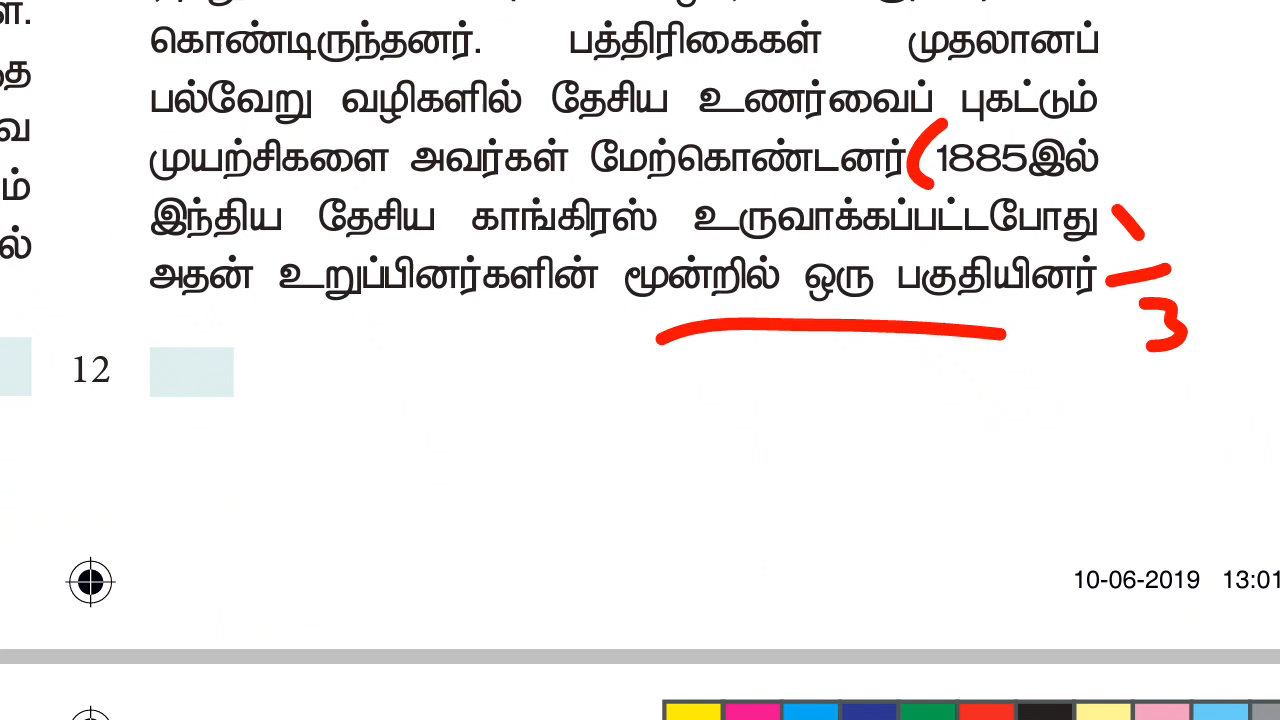 கொண்டிருந்தனர். பத்திரிகைகள் முதலானப்
பல்வேறு வழிகளில் தேசிய உணர்வைப் புகட்டும்
முயற்சிகளை அவர்கள் மேற்கொண்டனர் 1885இல்
இந்திய தேசிய காங்கிரஸ் உருவாக்கப்பட்டபோது
அதன் உறுப்பினர்களின் மூன்றில் ஒரு பகுதியினர்
3
12
10-06-2019 13:01